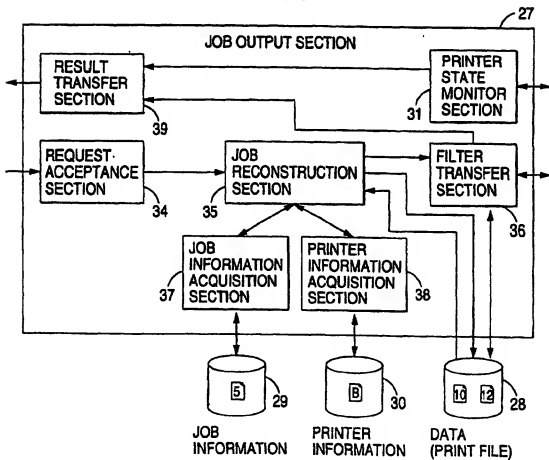 27
JOB OUTPUT SECTION
RESULT
TRANSFER
SECTION
39
PRINTER
STATE
MONITOR
SECTION
31
REQUEST·
ACCEPTANCE
SECTION
34
JOB
RECONSTRUCTION
SECTION
35
FILTER
TRANSFER
SECTION
36
JOB
INFORMATION
ACQUISITION
SECTION
37
PRINTER
INFORMATION
ACQUISITION
SECTION
38
5
29
B
30
10
12
28
JOB
INFORMATION
PRINTER
INFORMATION
DATA
(PRINT FILE)